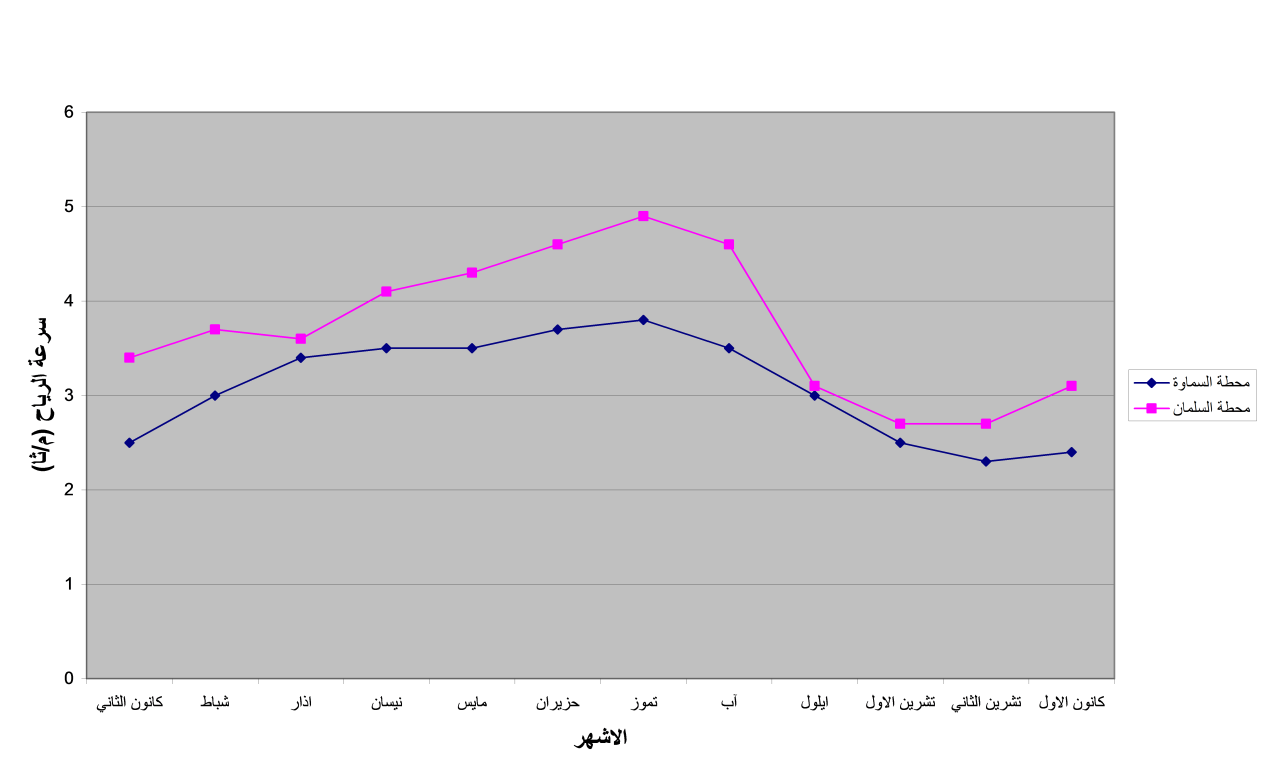 6
5
4
3
2
1
0
سرعة الرياح (م/ثا)
كانون الثاني
شباط
اذار
نيسان
مايس
حزيران
تموز
آب
ايلول
تشرين الاول
تشرين الثاني
كانون الاول
الاشهر
محطة السماوة
محطة السلمان